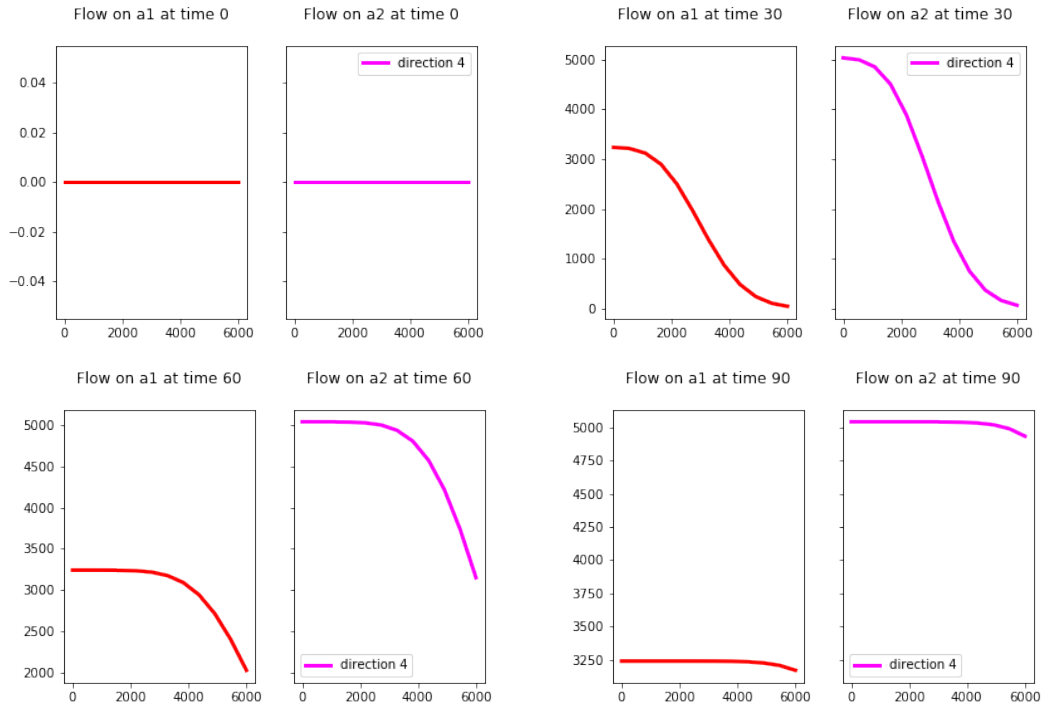 Flow on a1 at time 0
Flow on a2 at time 0
Flow on a1 at time 30
Flow on a2 at time 30
direction 4
direction 4
0.04
0.02
0.00
−0.02
−0.04
0 2000 4000 6000
0 2000 4000 6000
5000
4000
3000
2000
1000
0
0 2000 4000 6000
0 2000 4000 6000
Flow on a1 at time 60
Flow on a2 at time 60
Flow on a1 at time 90
Flow on a2 at time 90
5000
4500
4000
3500
3000
2500
2000
direction 4
0 2000 4000 6000
0 2000 4000 6000
5000
4750
4500
4250
4000
3750
3500
3250
direction 4
0 2000 4000 6000
0 2000 4000 6000